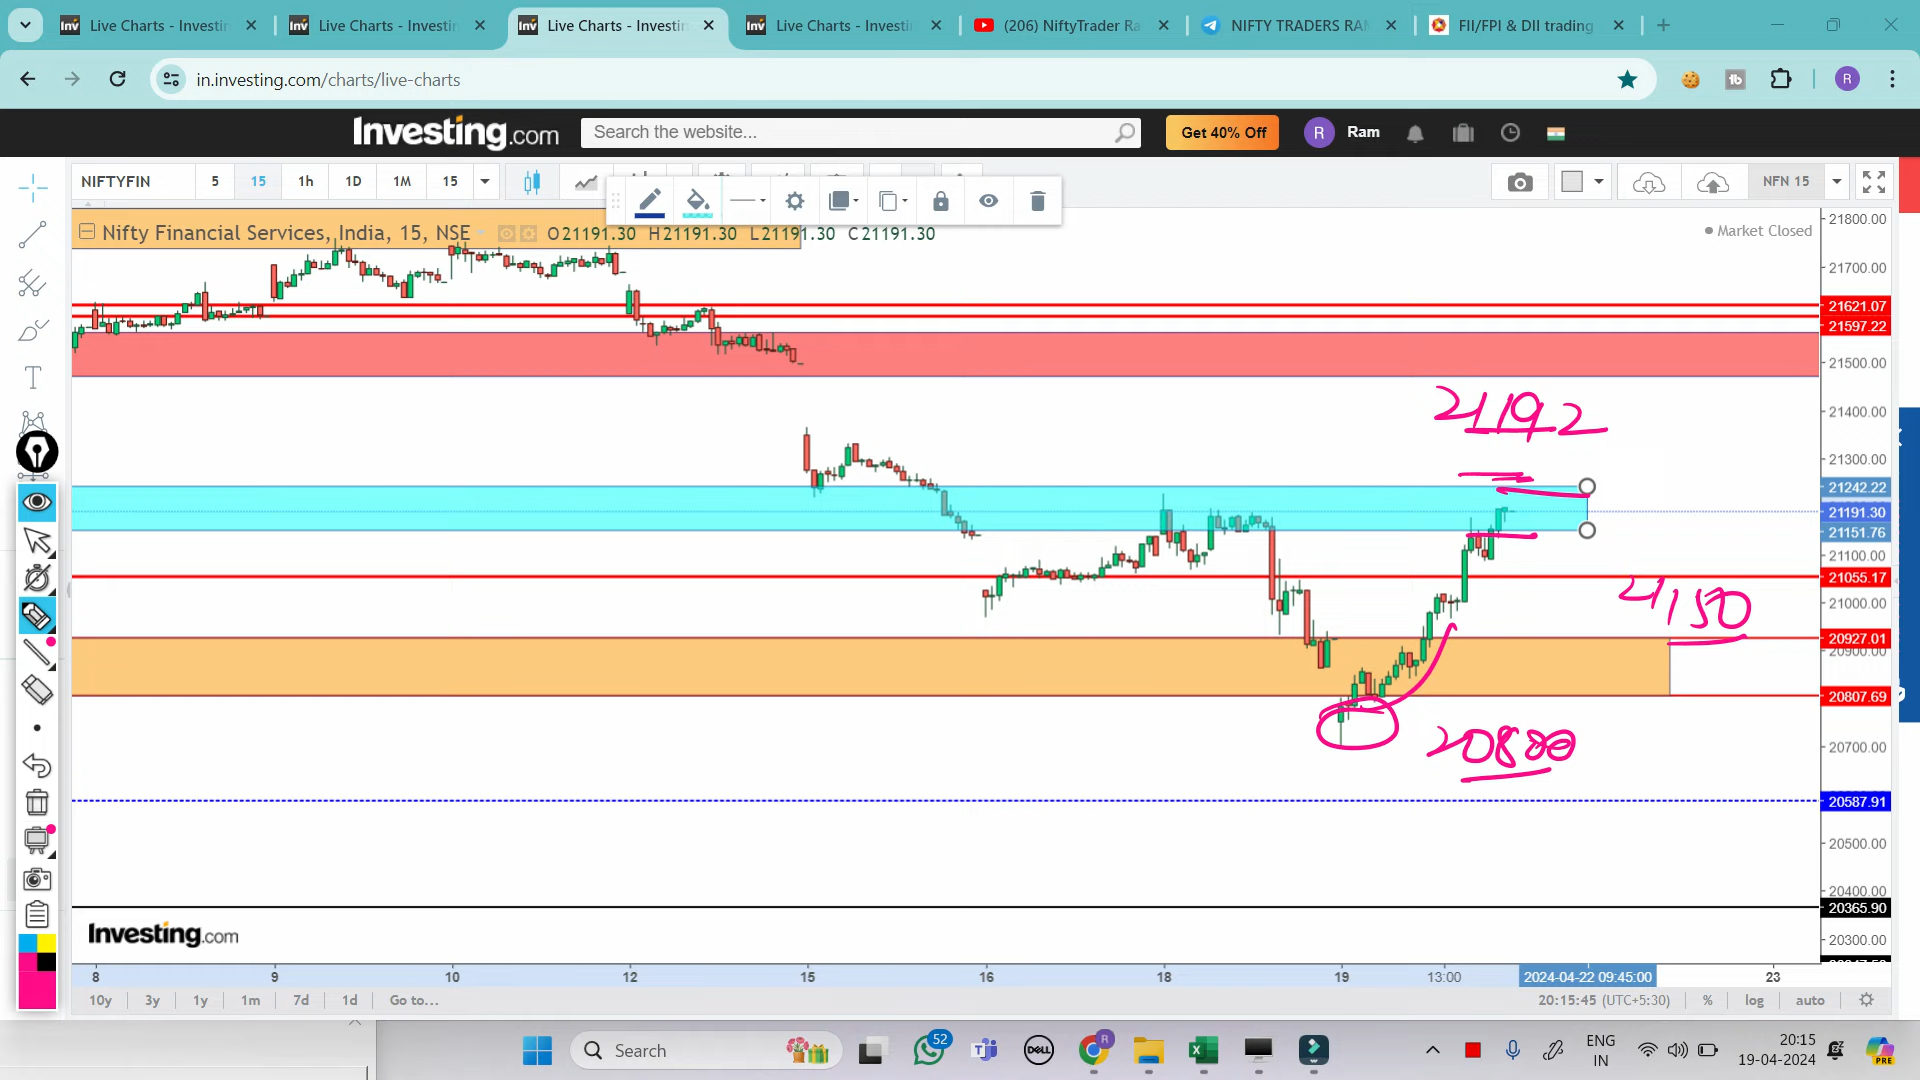 Live Charts - Investin
Live Charts - Investin
Live Charts - Investin
Live Charts - Investin
(206) NiftyTrader Ra
NIFTY TRADERS RAN
FII/FPI & DII trading
in.investing.com/charts/live-charts
R
Investing.com
Search the website...
Get 40% Off
R
Ram
NIFTYFIN
5
15
1h
1D
1M
15
NFN 15
Nifty Financial Services, India, 15, NSE
O21191.30 H21191.30 L21191.30 C21191.30
Market Closed
21800.00
21700.00
21621.07
21597.22
21500.00
21400.00
21300.00
21242.22
21191.30
21151.76
21100.00
21055.17
21000.00
20927.01
20900.00
20807.69
20700.00
20587.91
20500.00
20400.00
20365.90
20300.00
21192
21150
20800
Investing.com
8
9
10
12
15
16
18
19
13:00
2024-04-22 09:45:00
23
10y
3y
1y
1m
7d
1d
Go to...
20:15:45 (UTC+5:30)
%
log
auto
Search
52
DELL
R
ENG
IN
20:15
19-04-2024
PRE